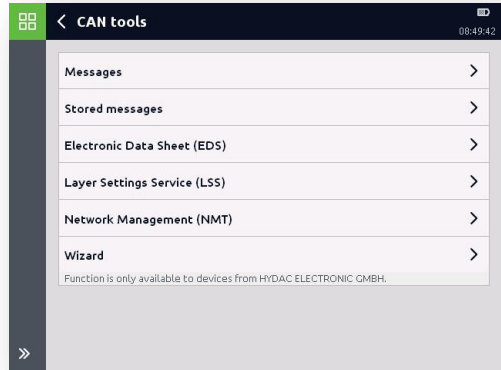 CAN tools
08:49:42
Messages
Stored messages
Electronic Data Sheet (EDS)
Layer Settings Service (LSS)
Network Management (NMT)
Wizard
Function is only available to devices from HYDAC ELECTRONIC GMBH.